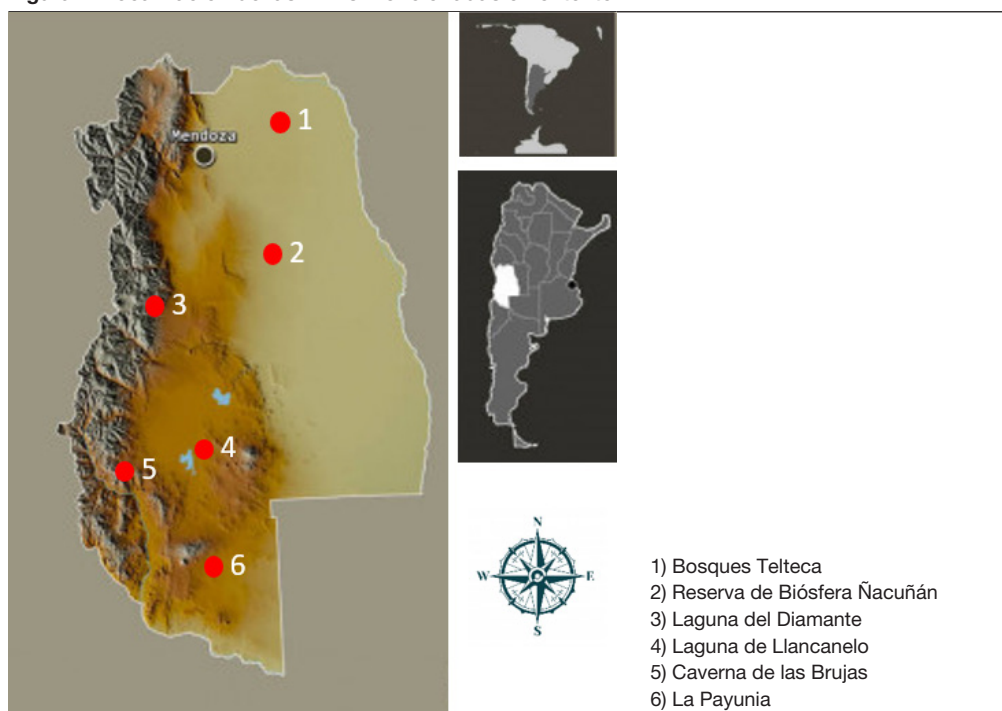 Mendoza
1
2
3
4
5
6
N
W
E
S
1) Bosques Telteca
2) Reserva de Biósfera Ñacuñán
3) Laguna del Diamante
4) Laguna de Llancanelo
5) Caverna de las Brujas
6) La Payunia